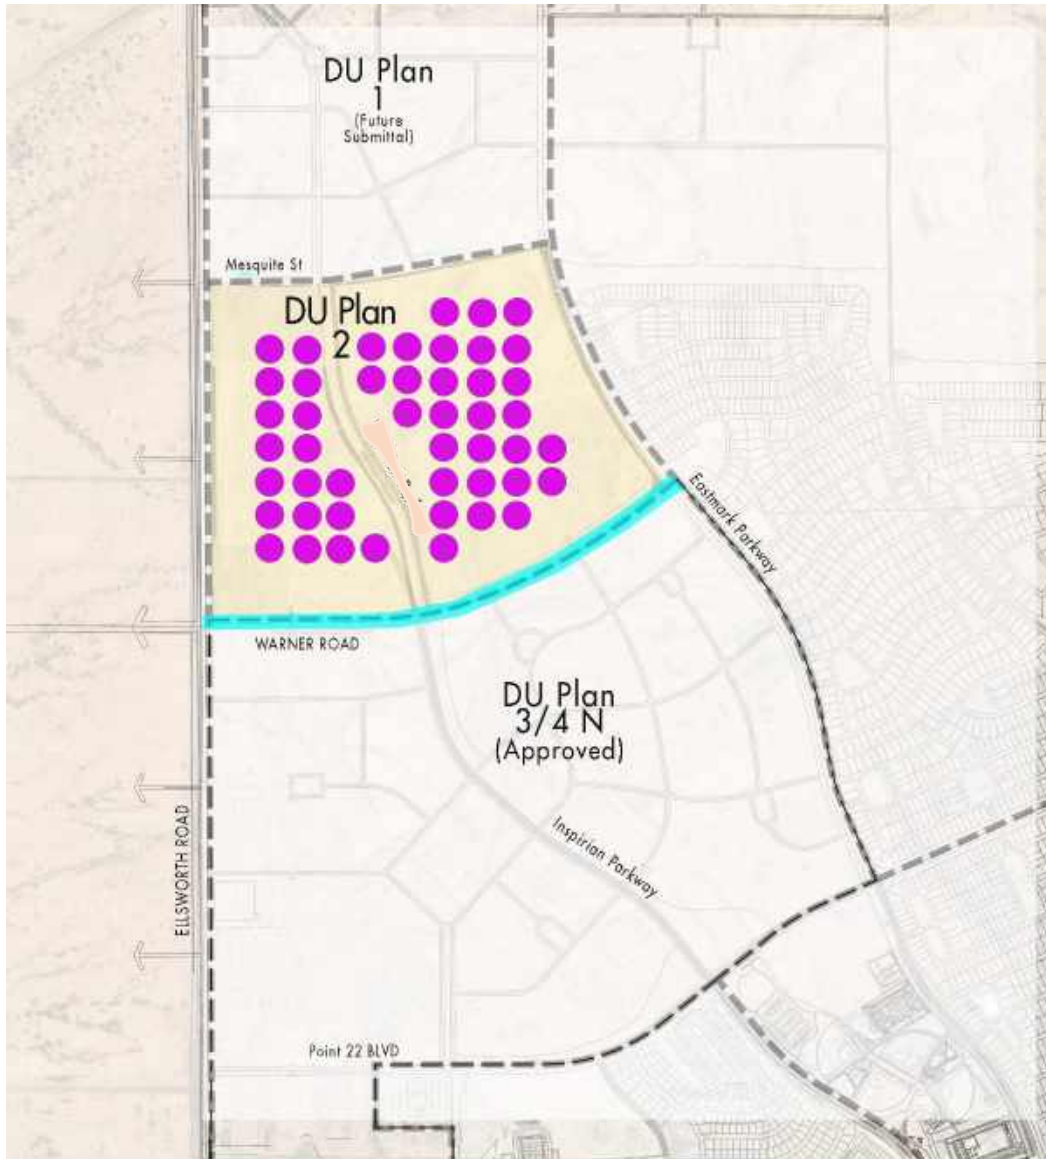 DU Plan
1
(Future
Submittal)
Mesquite St
DU Plan
2
Eastmark Parkway
WARNER ROAD
DU Plan
3/4 N
(Approved)
Inspirian Parkway
ELLSWORTH ROAD
Point 22 BLVD